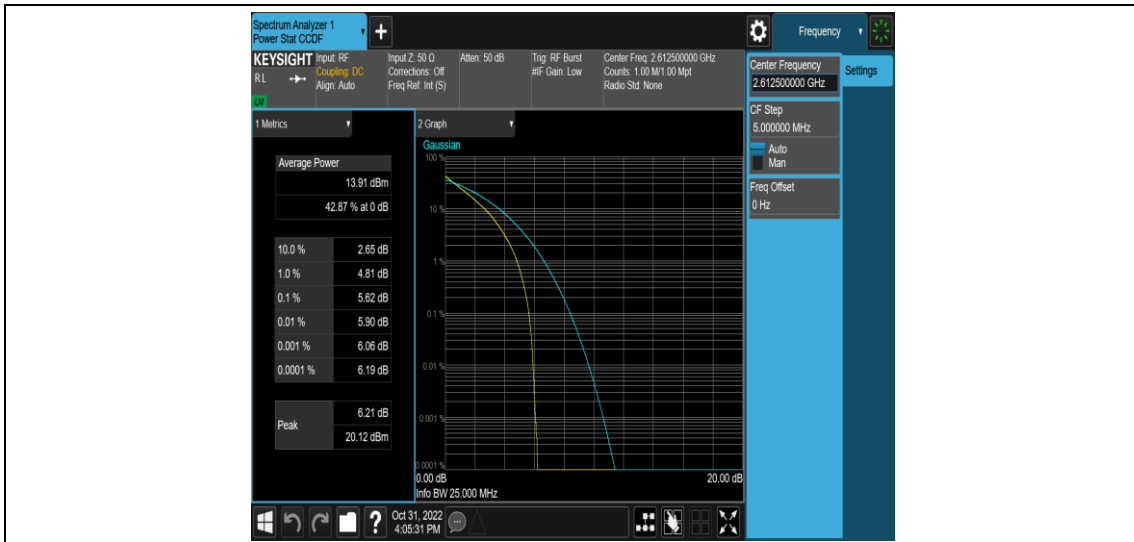 Spectrum Analyzer 1
Power Stat CCDF
+
Frequency
KEYSIGHT
RL
LXI
Input: RF
Coupling: DC
Align: Auto
Input Z: 50 Ω
Corrections: Off
Freq Ref: Int (S)
Atten: 50 dB
Trig: RF Burst
#IF Gain: Low
Center Freq: 2.612500000 GHz
Counts: 1.00 M/1.00 Mpt
Radio Std: None
Center Frequency
2.612500000 GHz
Settings
CF Step
5.000000 MHz
Auto
Man
Freq Offset
0 Hz
1 Metrics
Average Power
13.91 dBm
42.87 % at 0 dB
10.0 % 2.65 dB
1.0 % 4.81 dB
0.1 % 5.62 dB
0.01 % 5.90 dB
0.001 % 6.06 dB
0.0001 % 6.19 dB
Peak
6.21 dB
20.12 dBm
2 Graph
Gaussian
100 %
10 %
1 %
0.1 %
0.01 %
0.001 %
0.0001 %
0.00 dB 20.00 dB
Info BW 25.000 MHz
?
Oct 31, 2022
4:05:31 PM